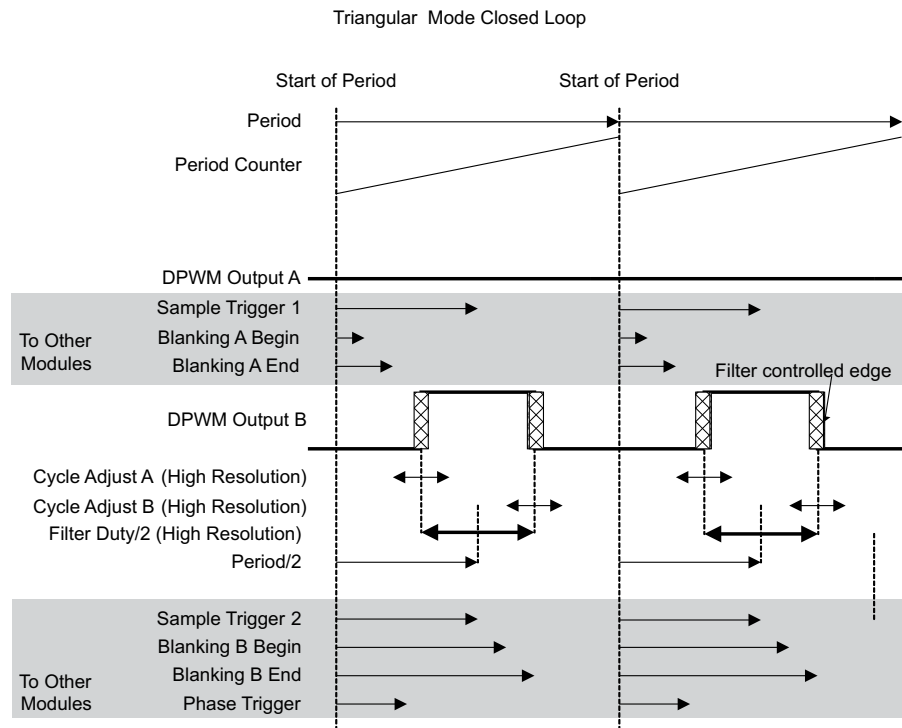 Triangular Mode Closed Loop
Start of Period
Start of Period
Period
Period Counter
DPWM Output A
To Other
Modules
Sample Trigger 1
Blanking A Begin
Blanking A End
Filter controlled edge
DPWM Output B
Cycle Adjust A (High Resolution)
Cycle Adjust B (High Resolution)
Filter Duty/2 (High Resolution)
Period/2
To Other
Modules
Sample Trigger 2
Blanking B Begin
Blanking B End
Phase Trigger